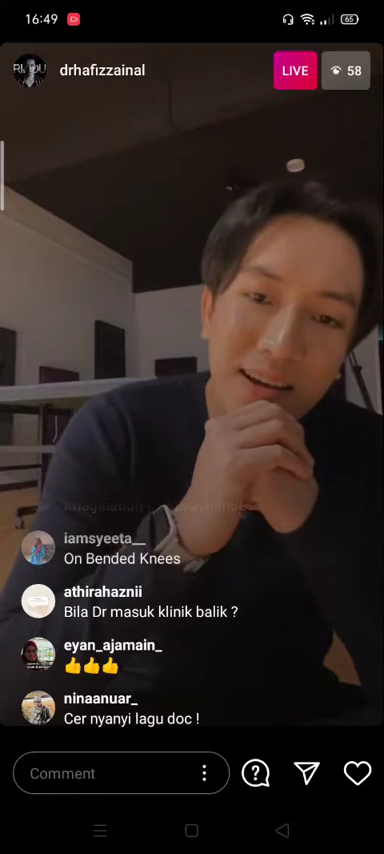 16:49
65
drhafizzainal
LIVE
58
iamsyeeta__
On Bended Knees
athirahaznii
Bila Dr masuk klinik balik ?
eyan_ajamain_
👍👍👍
ninaanuar_
Cer nyanyi lagu doc !
Comment